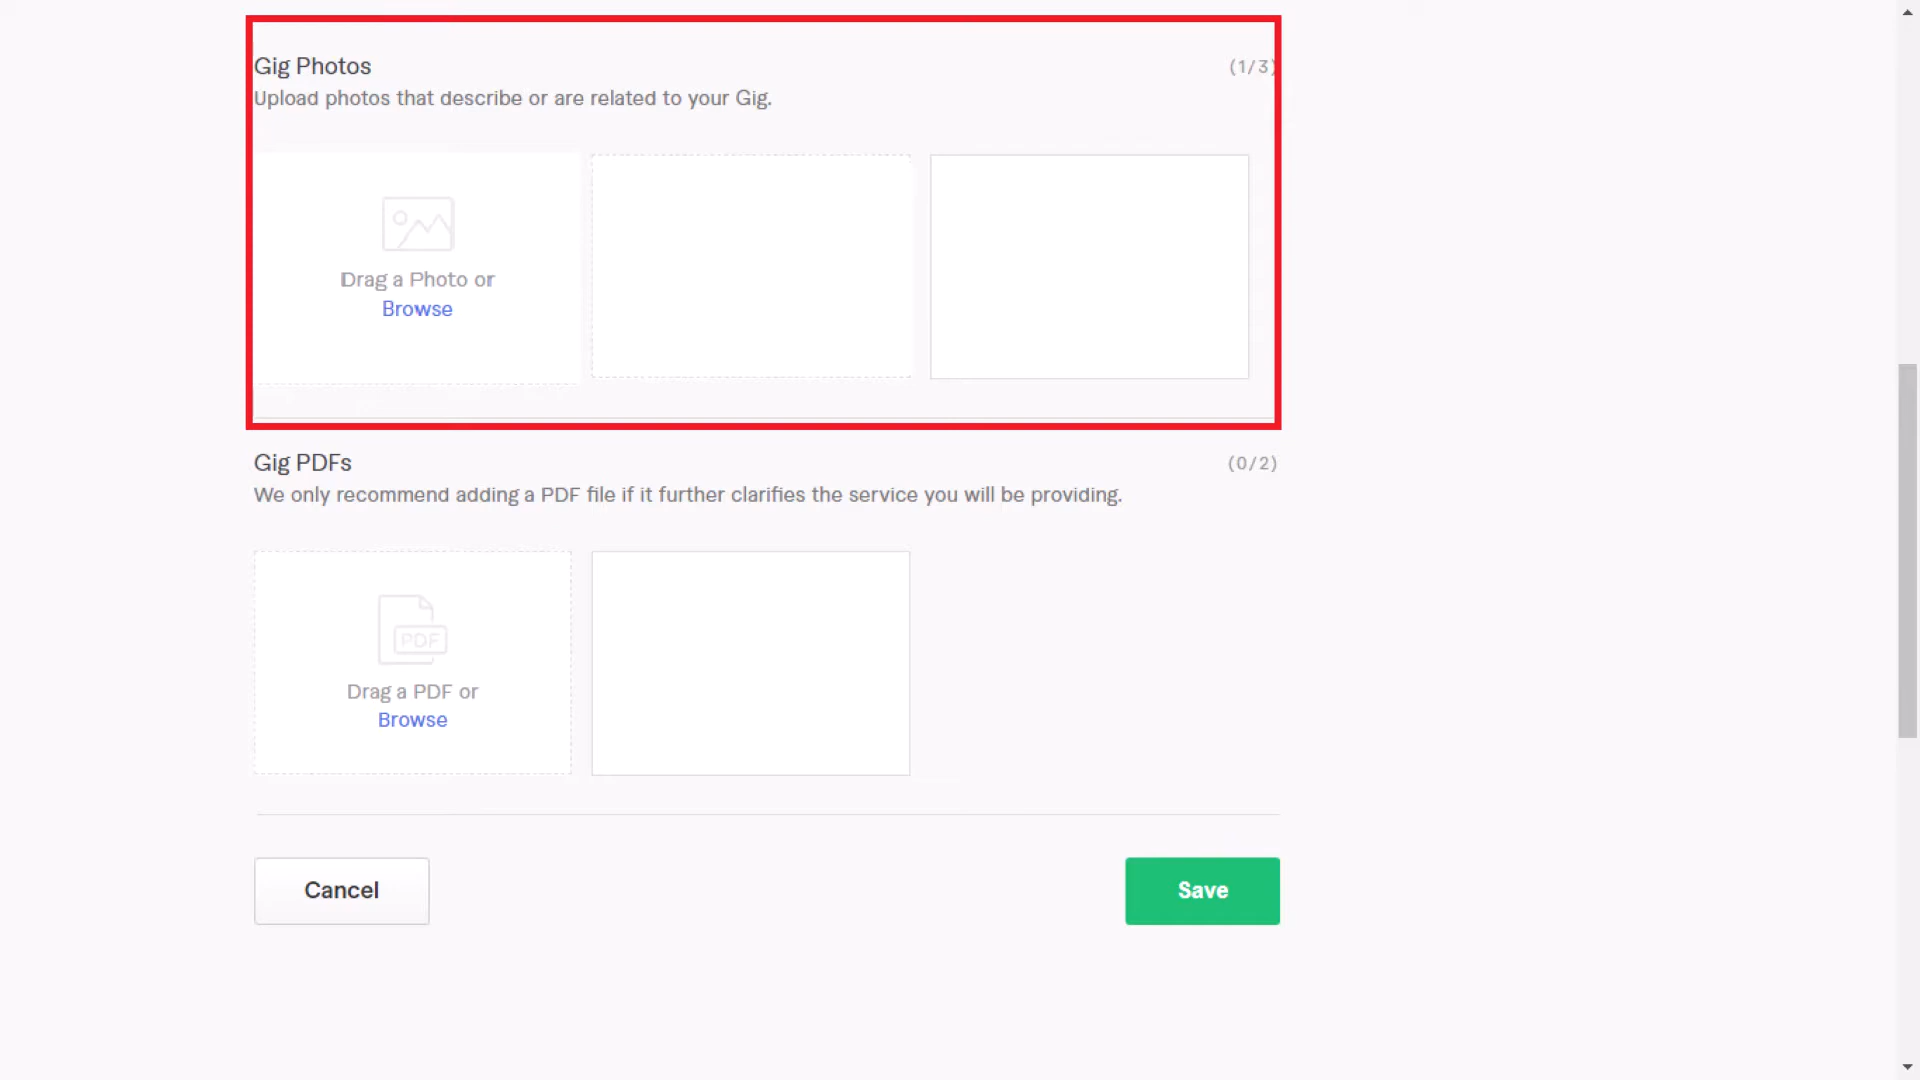 Gig Photos
(1/3)
Upload photos that describe or are related to your Gig.
Drag a Photo or
Browse
Gig PDFs
(0/2)
We only recommend adding a PDF file if it further clarifies the service you will be providing.
PDF
Drag a PDF or
Browse
Cancel
Save